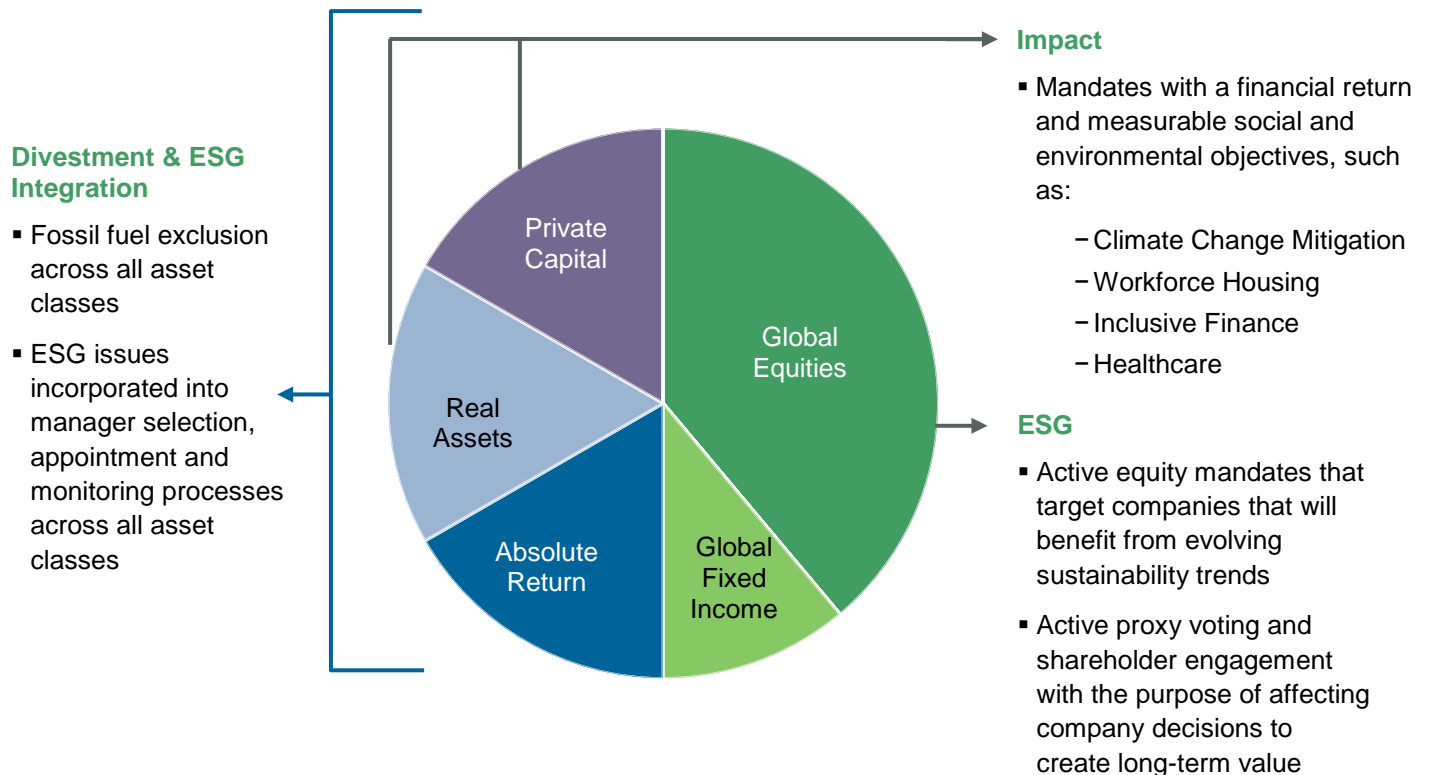 Divestment & ESG
Integration
▪ Fossil fuel exclusion
across all asset
classes
▪ ESG issues
incorporated into
manager selection,
appointment and
monitoring processes
across all asset
classes
Private
Capital
Global
Equities
Real
Assets
Absolute
Return
Global
Fixed
Income
Impact
▪ Mandates with a financial return
and measurable social and
environmental objectives, such
as:
− Climate Change Mitigation
− Workforce Housing
− Inclusive Finance
− Healthcare
ESG
▪ Active equity mandates that
target companies that will
benefit from evolving
sustainability trends
▪ Active proxy voting and
shareholder engagement
with the purpose of affecting
company decisions to
create long-term value